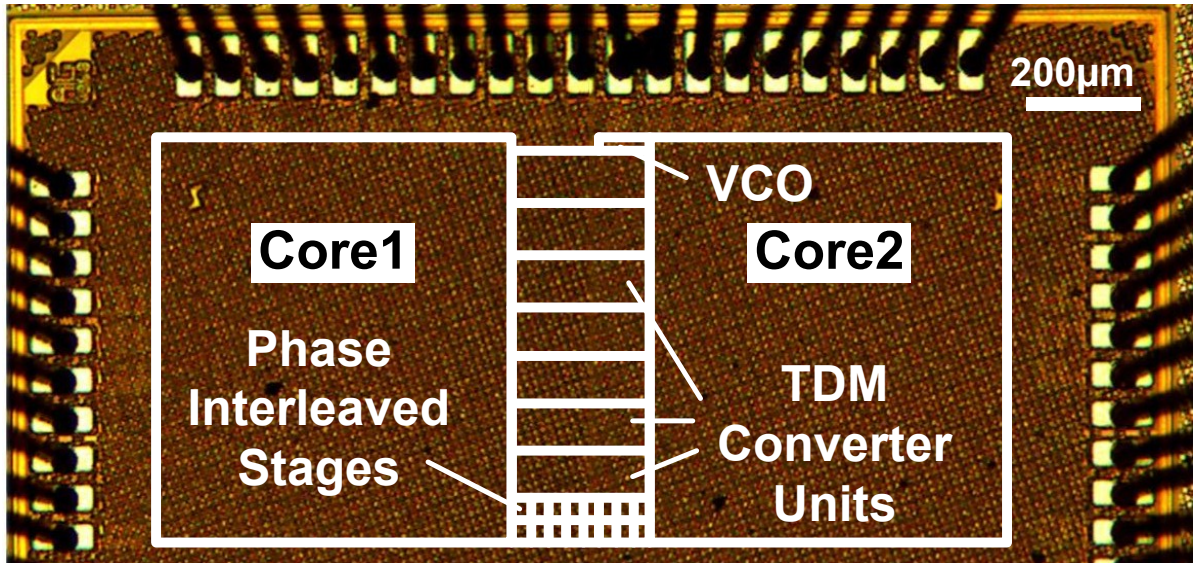 200µm
VCO
Core1
Core2
Phase
Interleaved
Stages
TDM
Converter
Units